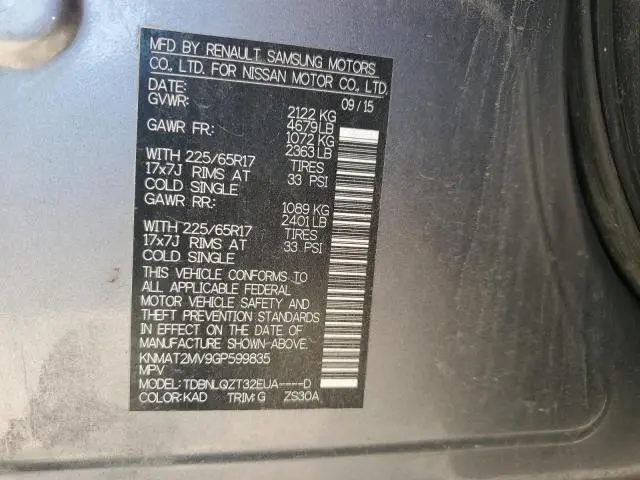 MFD BY RENAULT SAMSUNG MOTORS
CO., LTD. FOR NISSAN MOTOR CO., LTD.
DATE: 09/15
GVWR: 2122 KG
4679 LB
GAWR FR: 1072 KG
2363 LB
WITH 225/65R17 TIRES
17x7J RIMS AT 33 PSI
COLD SINGLE
GAWR RR: 1089 KG
2401 LB
WITH 225/65R17 TIRES
17x7J RIMS AT 33 PSI
COLD SINGLE
THIS VEHICLE CONFORMS TO
ALL APPLICABLE FEDERAL
MOTOR VEHICLE SAFETY AND
THEFT PREVENTION STANDARDS
IN EFFECT ON THE DATE OF
MANUFACTURE SHOWN ABOVE.
KNMAT2MV9GP599835
MPV
MODEL: TDBNLQZT32EUA----D
COLOR: KAD TRIM: G ZS30A